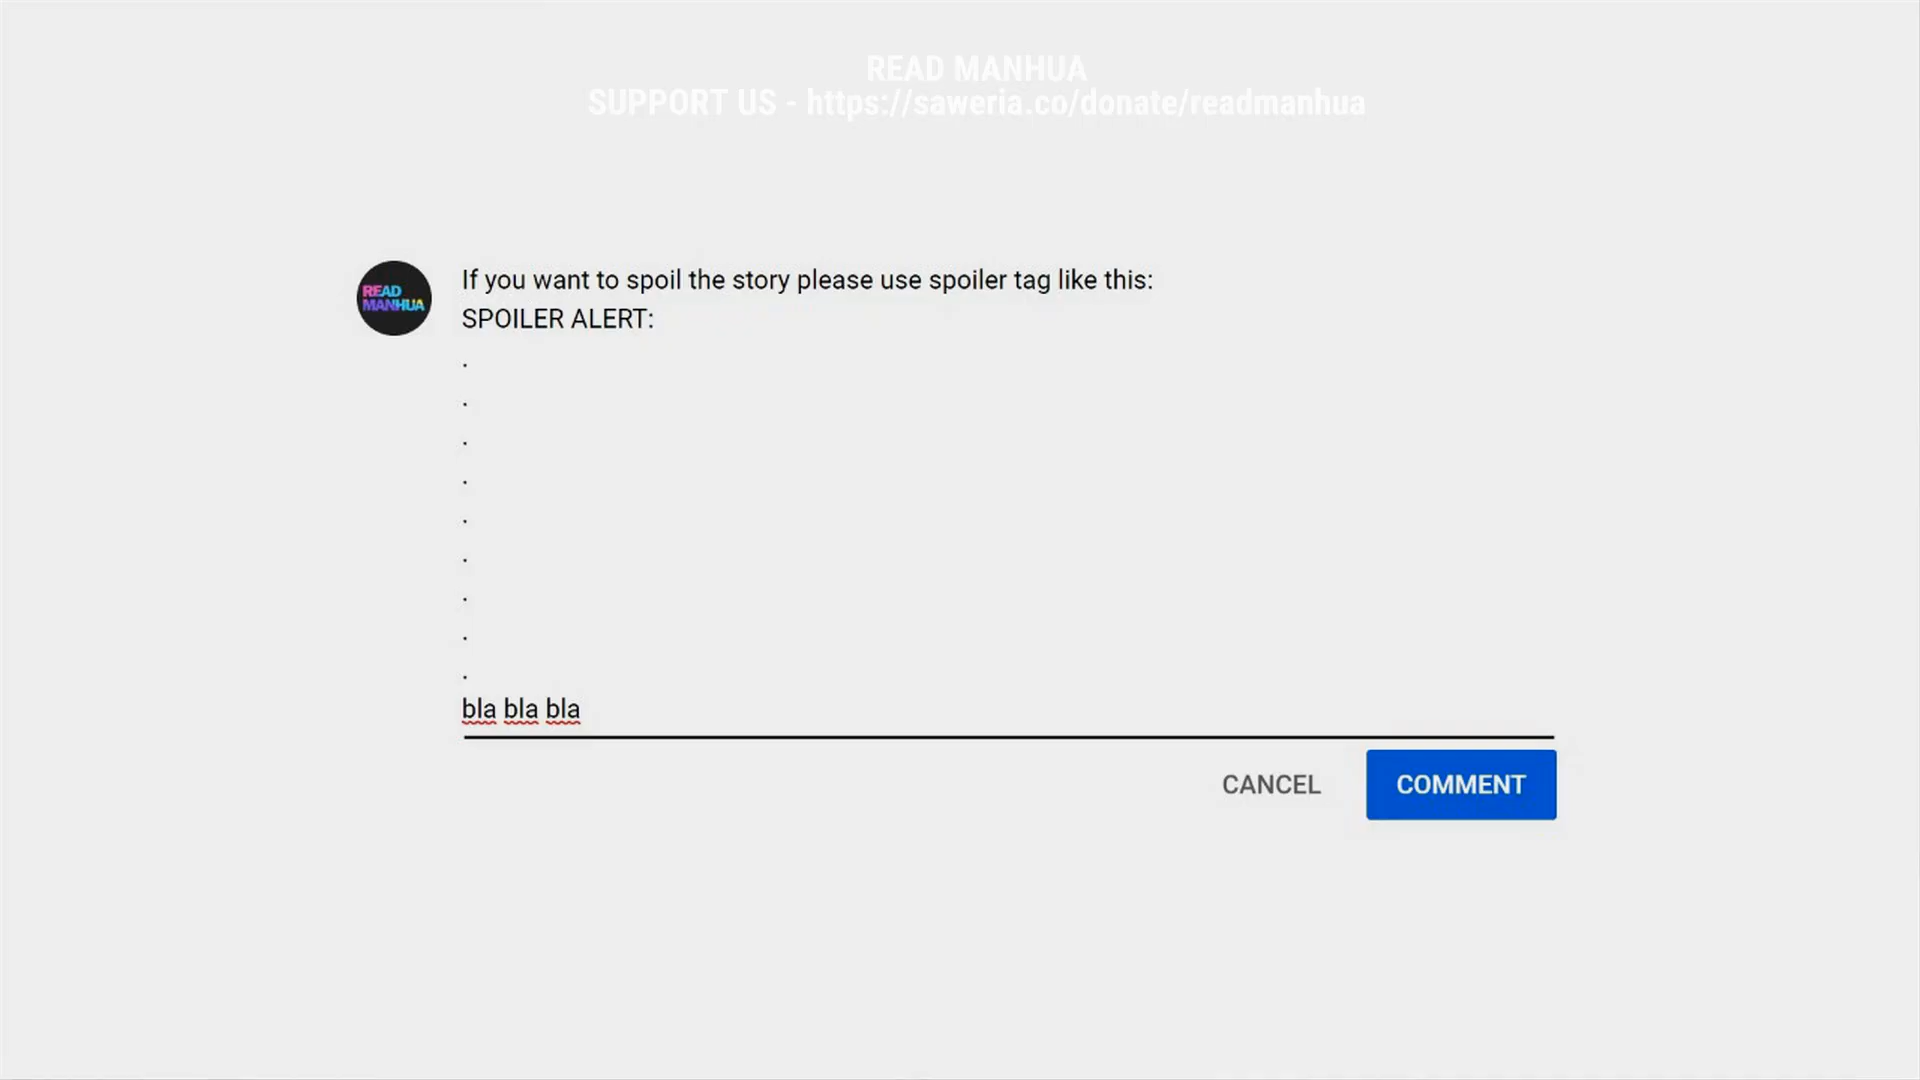 READ MANHUA
SUPPORT US - https://saweria.co/donate/readmanhua
READ
MANHUA
If you want to spoil the story please use spoiler tag like this:
SPOILER ALERT:
.
.
.
.
.
.
.
.
.
bla bla bla
CANCEL COMMENT